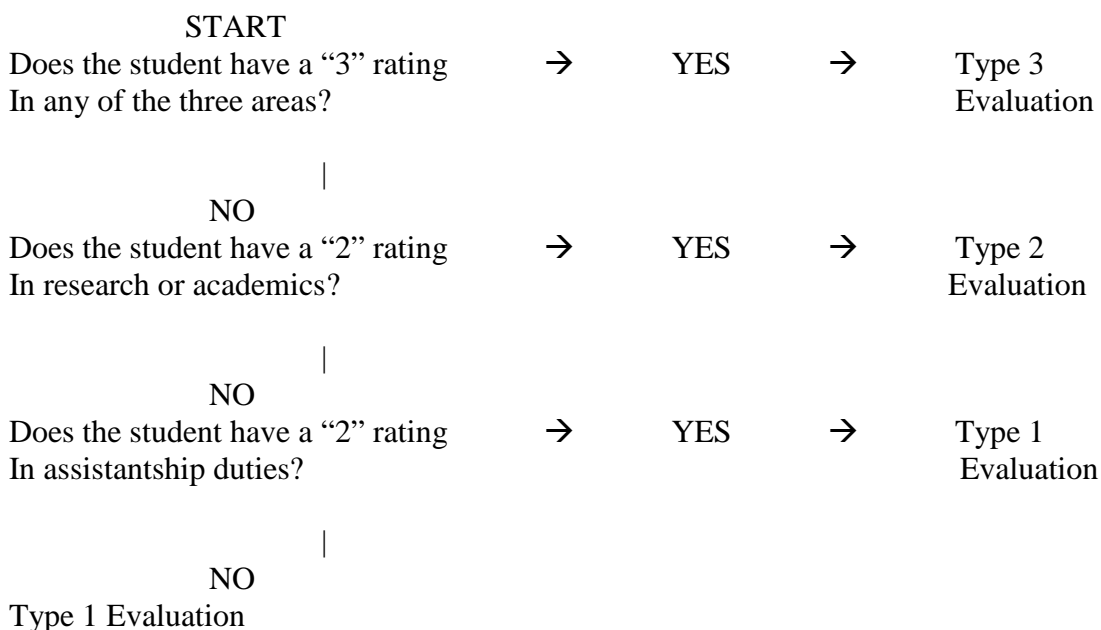 START
Does the student have a “3” rating → YES → Type 3
In any of the three areas? Evaluation
|
NO
Does the student have a “2” rating → YES → Type 2
In research or academics? Evaluation
|
NO
Does the student have a “2” rating → YES → Type 1
In assistantship duties? Evaluation
|
NO
Type 1 Evaluation